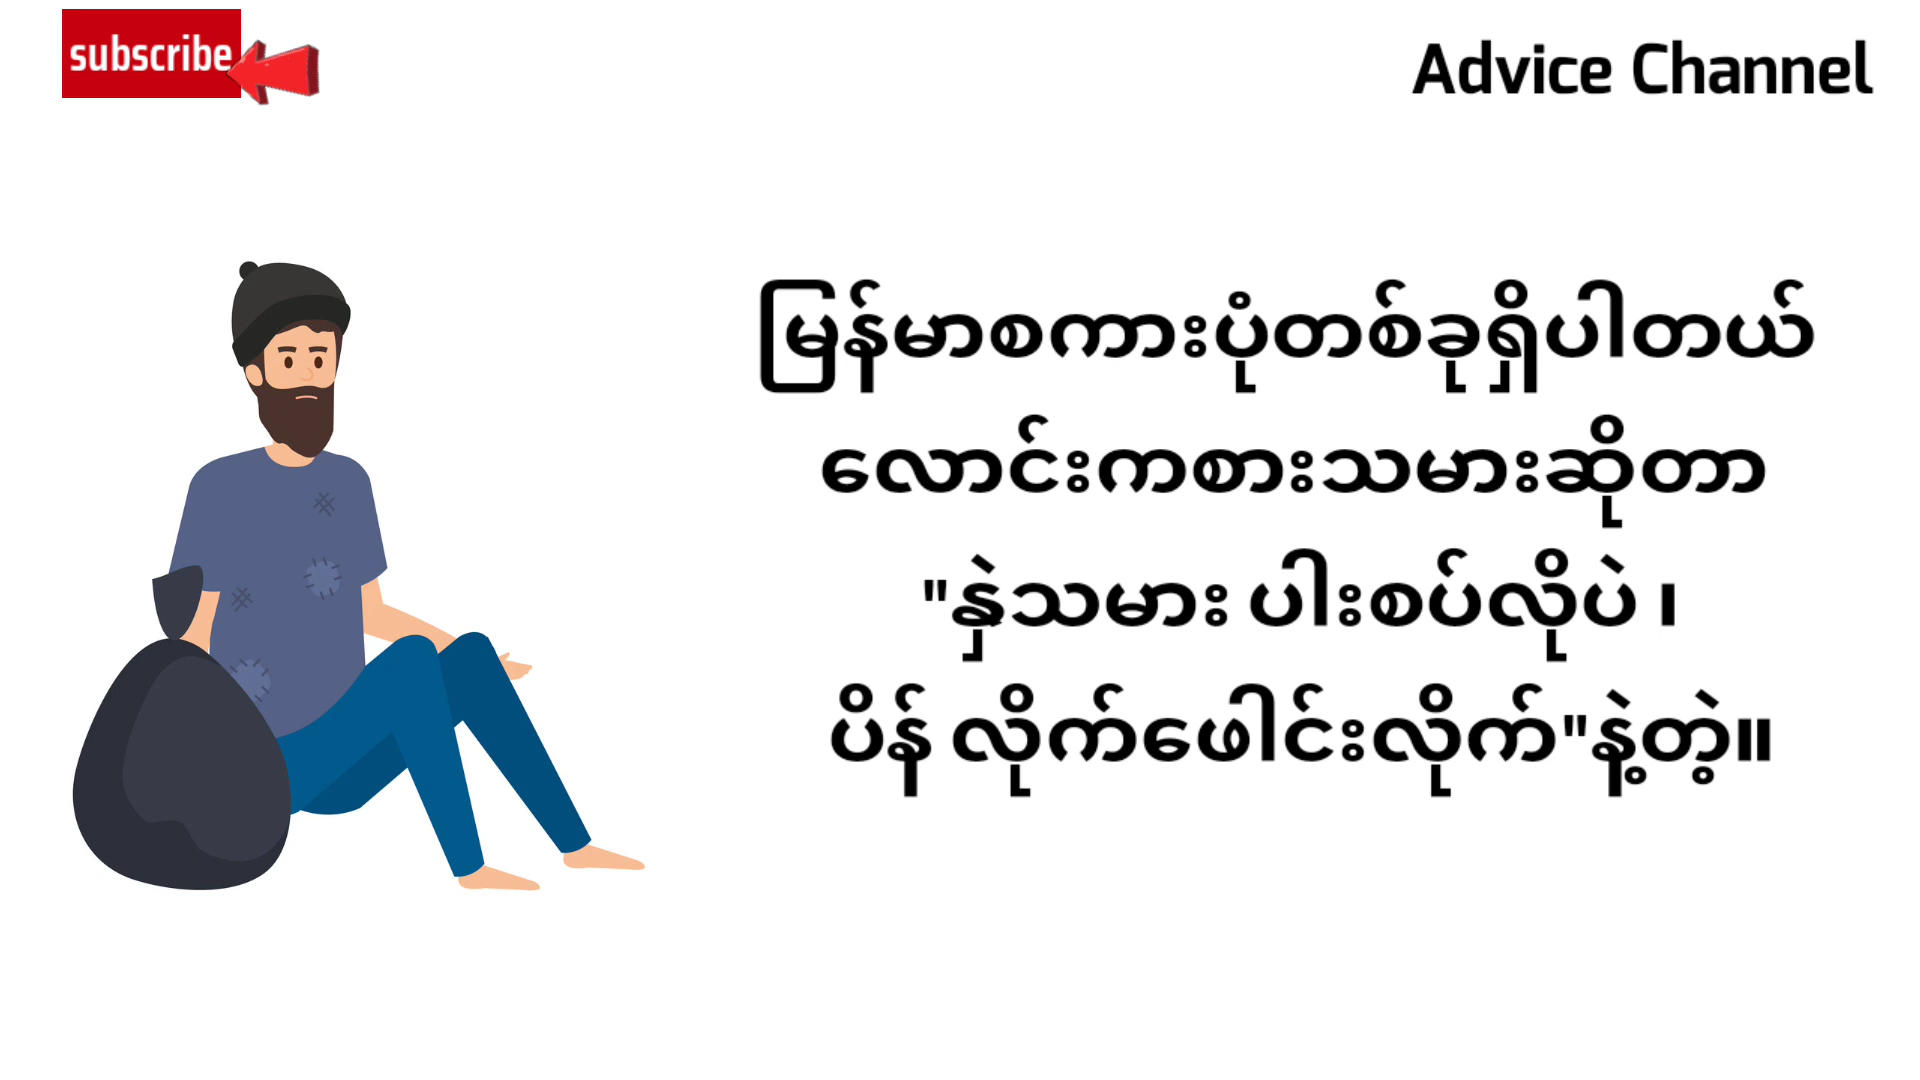 subscribe
Advice Channel
မြန်မာစကားပုံတစ်ခုရှိပါတယ်
လောင်းကစားသမားဆိုတာ
"နှဲသမား ပါးစပ်လိုပဲ ၊
ပိန် လိုက်ဖေါင်းလိုက်"နဲ့တဲ့။